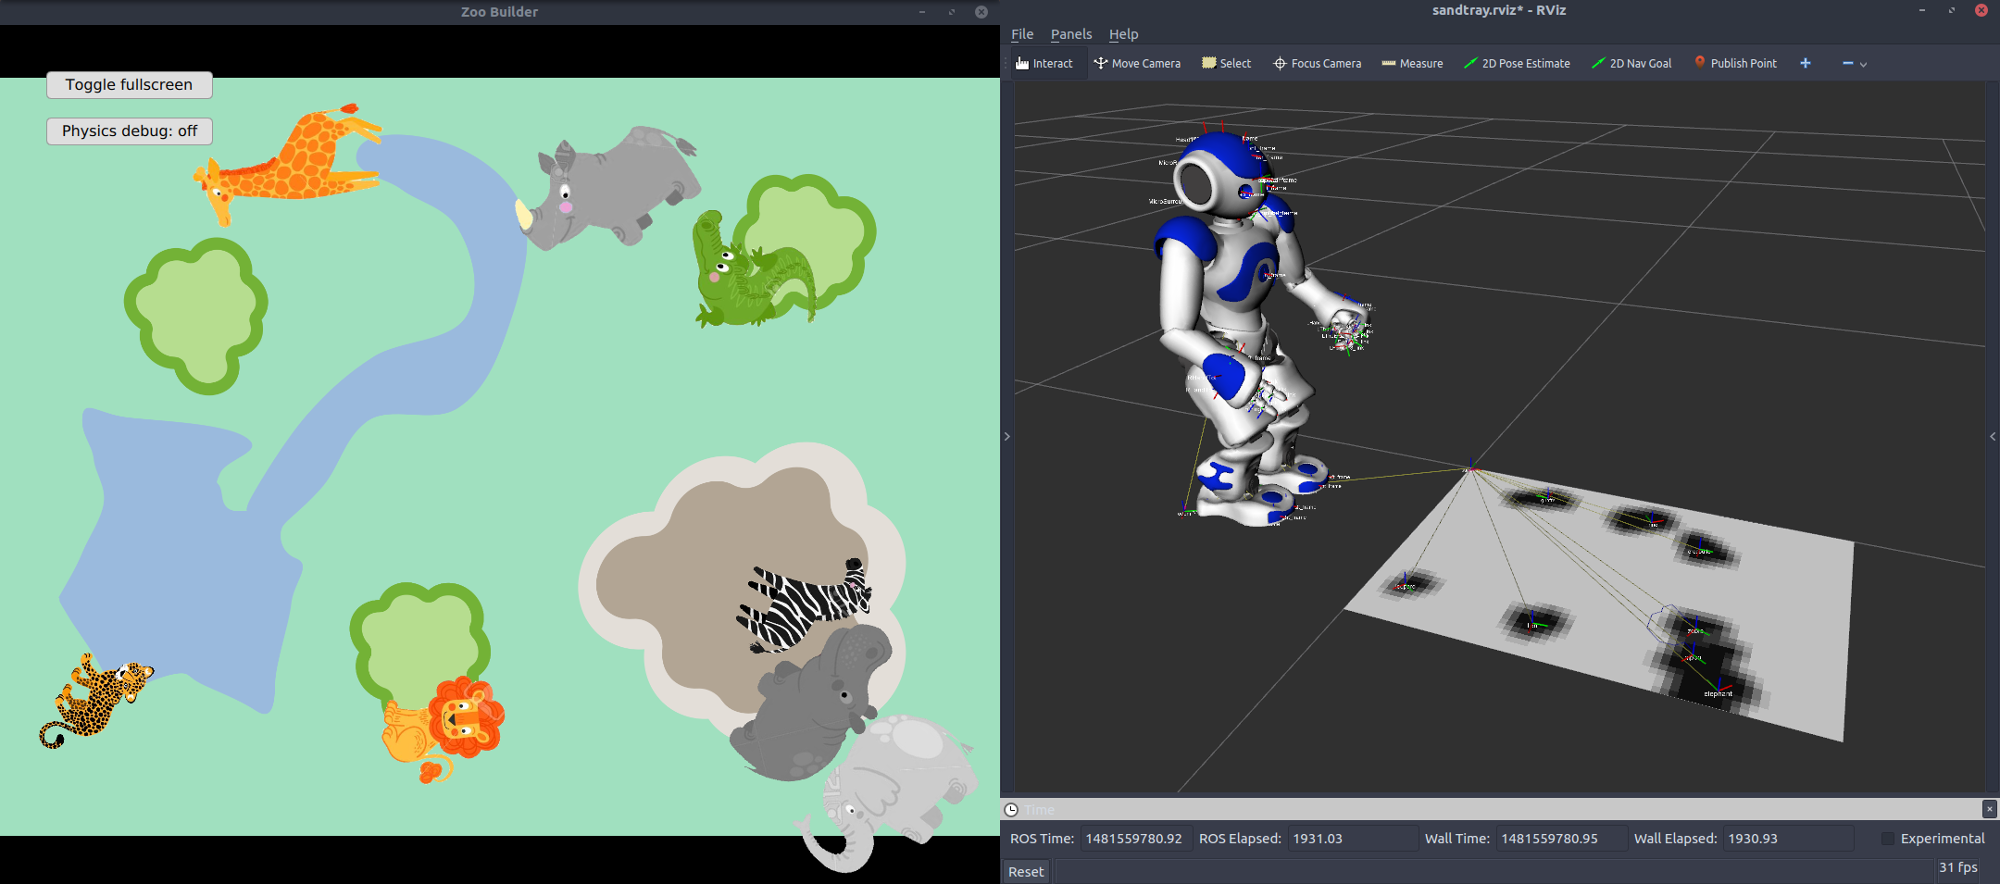 Zoo Builder
Toggle fullscreen
Physics debug: off
sandtray.rviz* - RViz
File Panels Help
Interact Move Camera Select Focus Camera Measure 2D Pose Estimate 2D Nav Goal Publish Point
elephant
Time
ROS Time: 1481559780.92 ROS Elapsed: 1931.03 Wall Time: 1481559780.95 Wall Elapsed: 1930.93 Experimental
Reset 31 fps